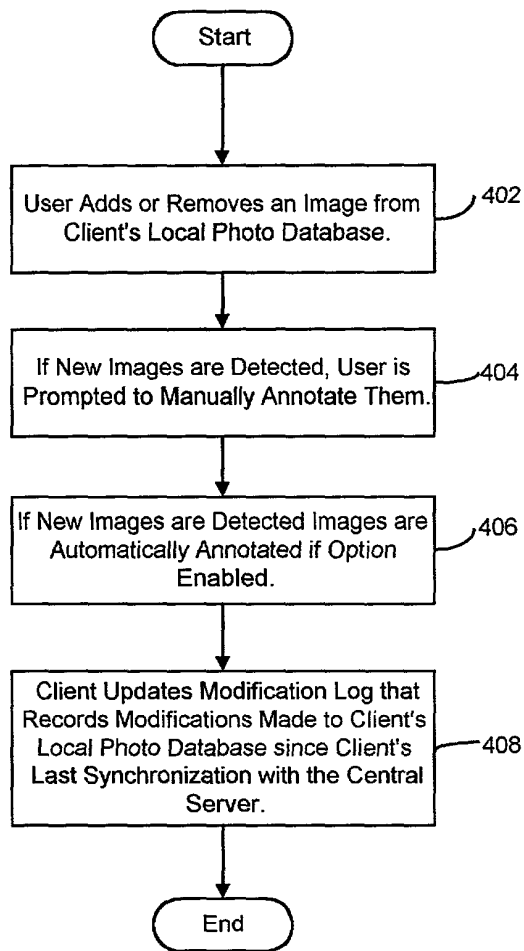 Start
User Adds or Removes an Image from
Client's Local Photo Database.
402
If New Images are Detected, User is
Prompted to Manually Annotate Them.
404
If New Images are Detected Images are
Automatically Annotated if Option
Enabled.
406
Client Updates Modification Log that
Records Modifications Made to Client's
Local Photo Database since Client's
Last Synchronization with the Central
Server.
408
End